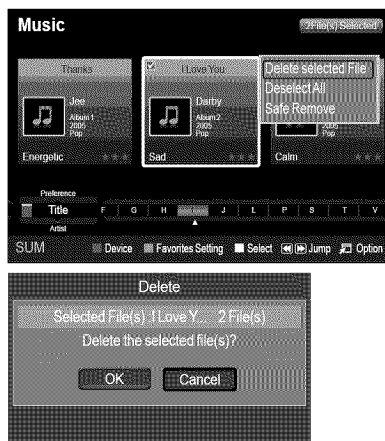 Music
2File(s) Selected
Thanks
Jee
Album 1
2005
Pop
Energetic
I Love You
Darby
Album 2
2005
Pop
Sad
Delete selected File
Deselect All
Safe Remove
2005
Pop
Calm
Preference
Title
Artist
F G H J L P S T V
SUM Device Favorites Setting Select Jump Option
Delete
Selected File(s) :I Love Y... 2 File(s)
Delete the selected file(s)?
OK Cancel